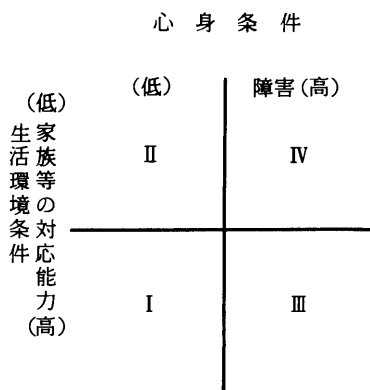 心身条件
(低)
障害(高)
(低)
家族等の対応能力
(高)
生活環境条件
Ⅱ
Ⅳ
Ⅰ
Ⅲ